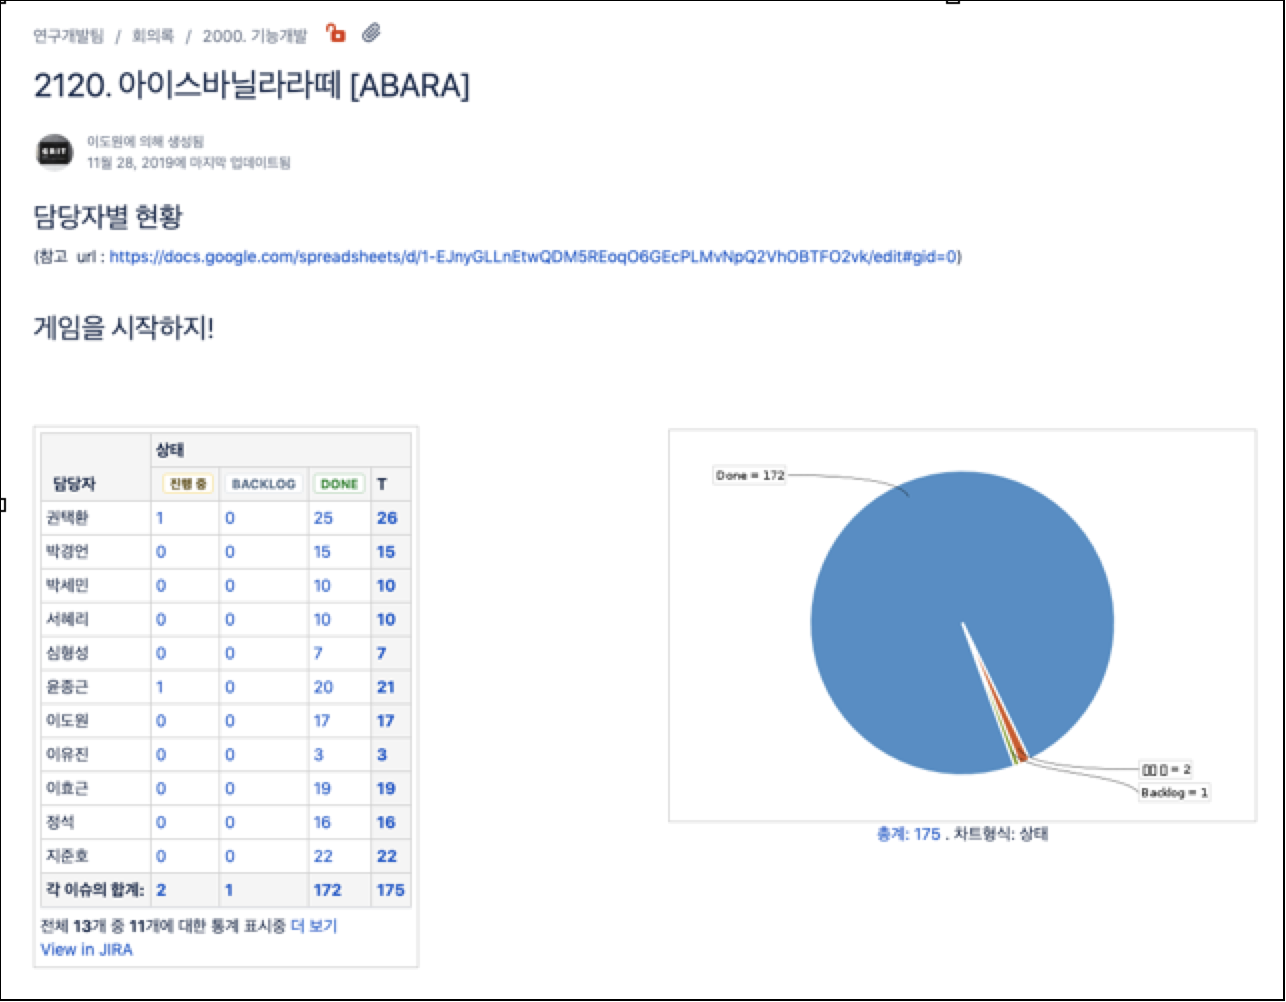 연구개발팀 / 회의록 / 2000. 기능개발
2120. 아이스바닐라라떼 [ABARA]
이도원에 의해 생성됨
11월 28, 2019에 마지막 업데이트됨
담당자별 현황
(참고 url : https://docs.google.com/spreadsheets/d/1-EJnyGLLnEtwQDM5REoqO6GEcPLMvNpQ2VhOBTFO2vk/edit#gid=0)
게임을 시작하지!
상태
담당자 진행 중 BACKLOG DONE T
권택환 1 0 25 26
박경언 0 0 15 15
박세민 0 0 10 10
서혜리 0 0 10 10
심형성 0 0 7 7
윤종근 1 0 20 21
이도원 0 0 17 17
이유진 0 0 3 3
이효근 0 0 19 19
정석 0 0 16 16
지준호 0 0 22 22
각 이슈의 합계: 2 1 172 175
전체 13개 중 11개에 대한 통계 표시중 더 보기
View in JIRA
Done = 172
▯▯ ▯ = 2
Backlog = 1
총계: 175 . 차트형식: 상태